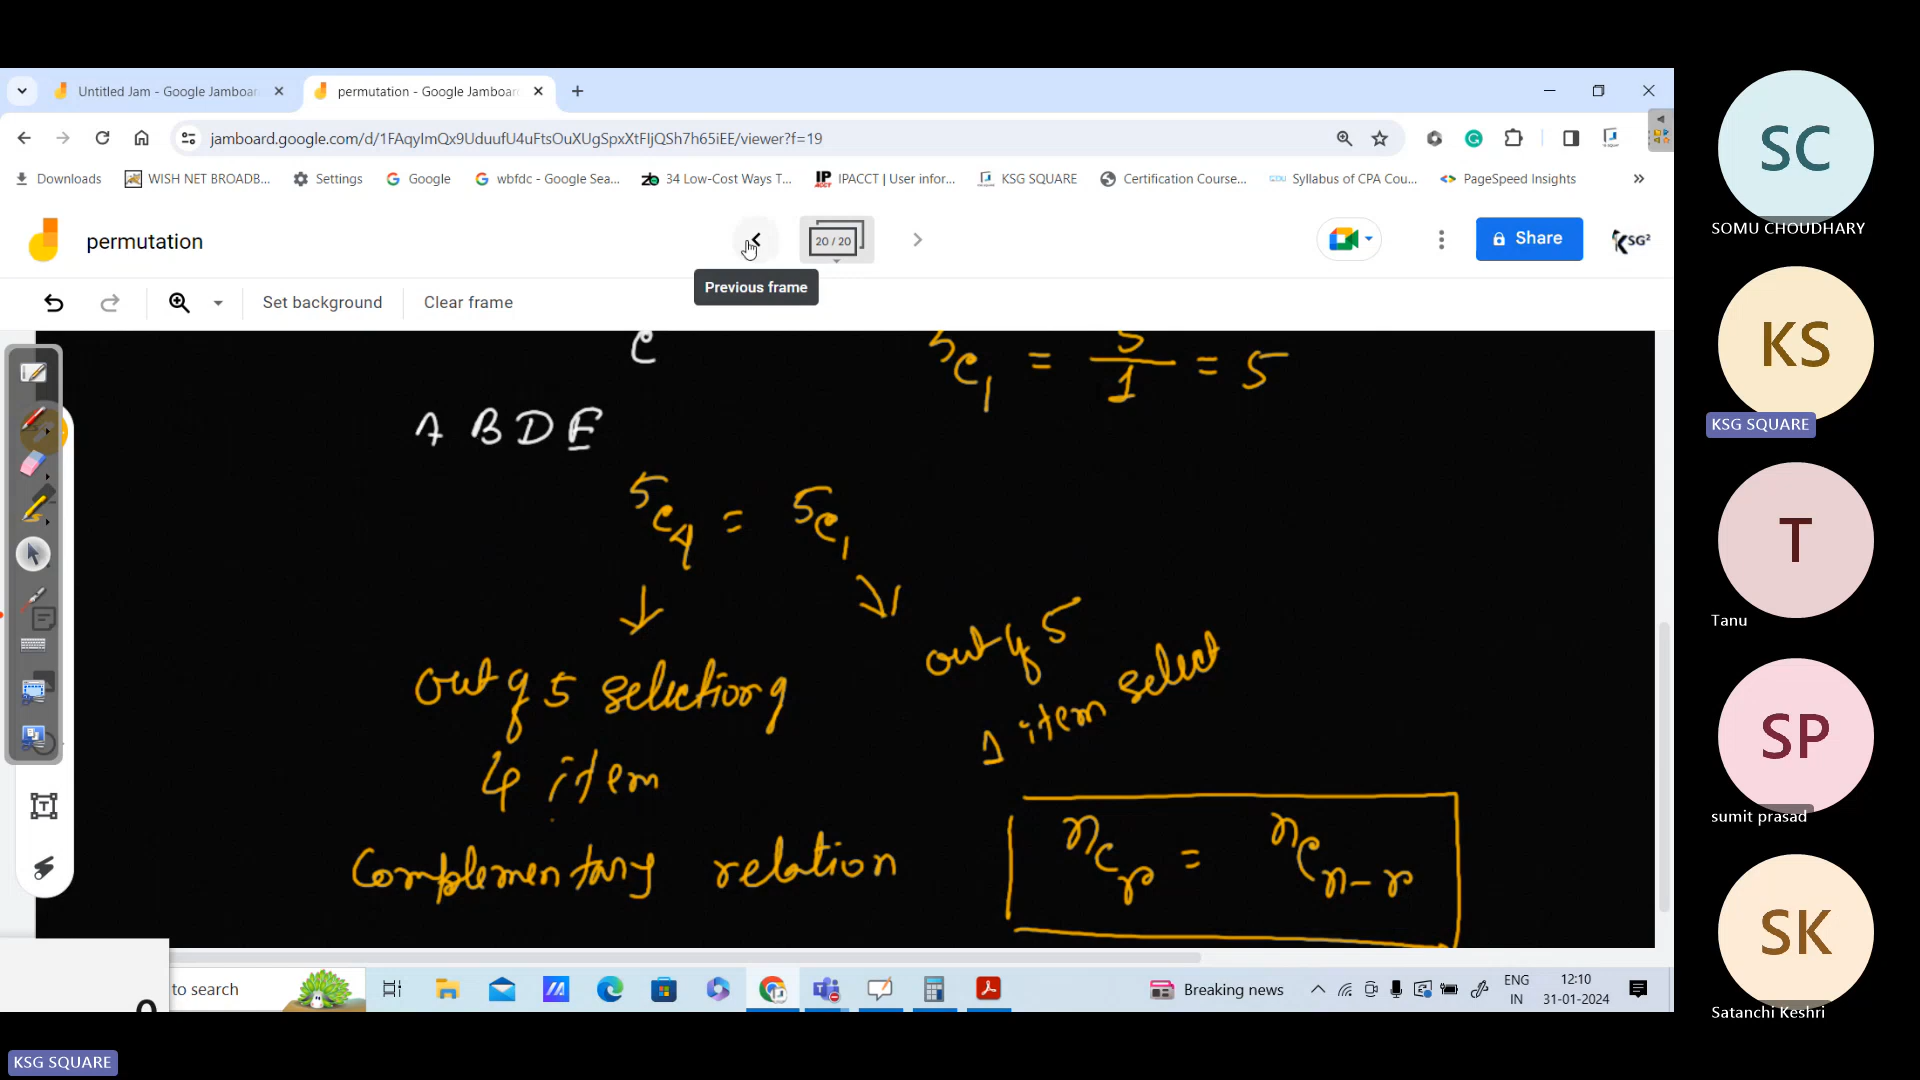 Untitled Jam - Google Jamboar
permutation - Google Jamboar
jamboard.google.com/d/1FAqyImQx9UduufU4uFtsOuXUgSpxXtFIjQSh7h65iEE/viewer?f=19
Downloads
WISH NET BROADB...
Settings
Google
wbfdc - Google Sea...
34 Low-Cost Ways T...
IPACCT | User infor...
KSG SQUARE
Certification Course...
Syllabus of CPA Cou...
PageSpeed Insights
permutation
20 / 20
Share
KSG²
Previous frame
Set background
Clear frame
C
5C1 = 5/1 = 5
A B D E
5C4 = 5C1
out of 5 selection of
4 item
out of 5
1 item select
Complementary relation
nCr = nCn-r
to search
Breaking news
ENG
IN
12:10
31-01-2024
SC
SOMU CHOUDHARY
KS
KSG SQUARE
T
Tanu
SP
sumit prasad
SK
Satanchi Keshri
KSG SQUARE